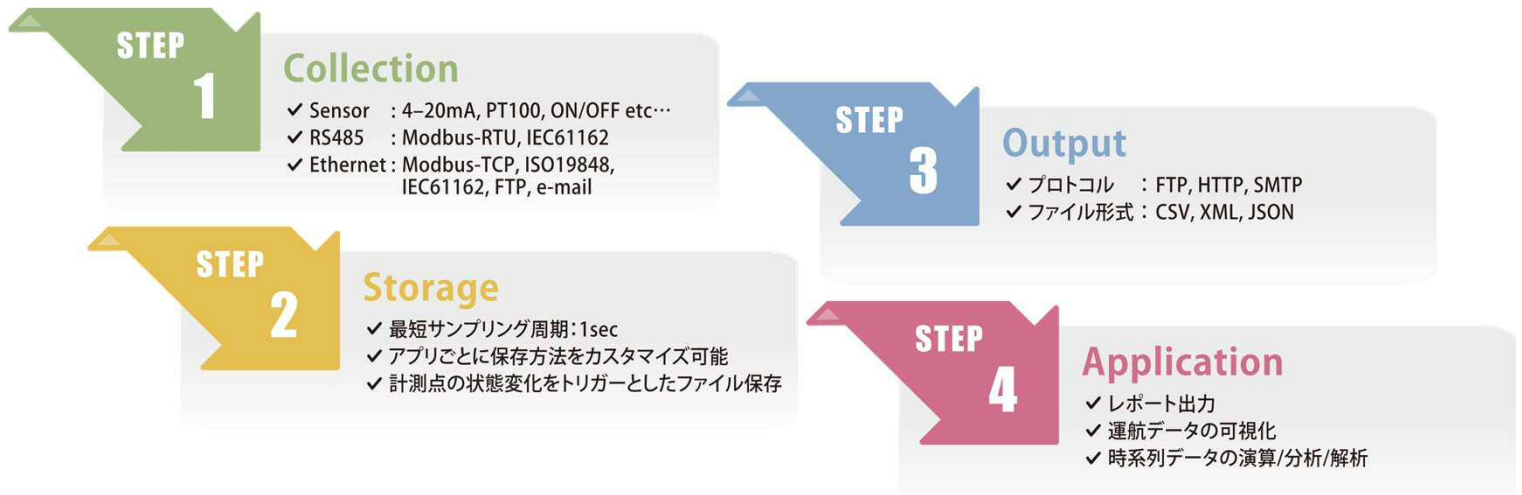 STEP
1
Collection
✓ Sensor : 4–20mA, PT100, ON/OFF etc…
✓ RS485 : Modbus-RTU, IEC61162
✓ Ethernet : Modbus-TCP, ISO19848,
IEC61162, FTP, e-mail
STEP
2
Storage
✓ 最短サンプリング周期：1sec
✓ アプリごとに保存方法をカスタマイズ可能
✓ 計測点の状態変化をトリガーとしたファイル保存
STEP
3
Output
✓ プロトコル ：FTP, HTTP, SMTP
✓ ファイル形式：CSV, XML, JSON
STEP
4
Application
✓ レポート出力
✓ 運航データの可視化
✓ 時系列データの演算/分析/解析